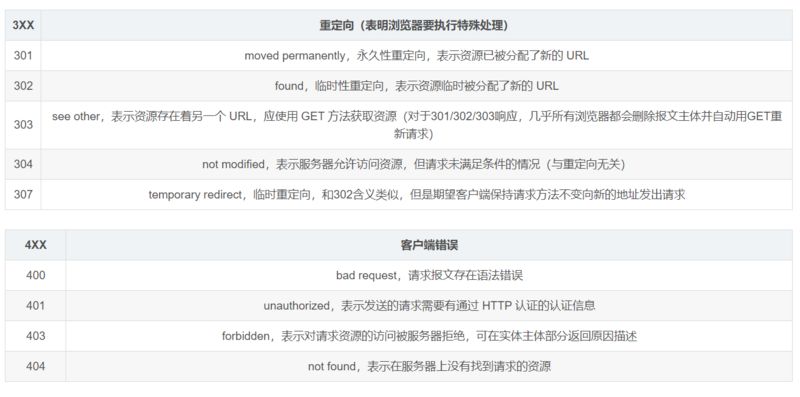 3XX 重定向（表明浏览器要执行特殊处理）
301 moved permanently，永久性重定向，表示资源已被分配了新的 URL
302 found，临时性重定向，表示资源临时被分配了新的 URL
303 see other，表示资源存在着另一个 URL，应使用 GET 方法获取资源（对于301/302/303响应，几乎所有浏览器都会删除报文主体并自动用GET重
新请求）
304 not modified，表示服务器允许访问资源，但请求未满足条件的情况（与重定向无关）
307 temporary redirect，临时重定向，和302含义类似，但是期望客户端保持请求方法不变向新的地址发出请求
4XX 客户端错误
400 bad request，请求报文存在语法错误
401 unauthorized，表示发送的请求需要有通过 HTTP 认证的认证信息
403 forbidden，表示对请求资源的访问被服务器拒绝，可在实体主体部分返回原因描述
404 not found，表示在服务器上没有找到请求的资源